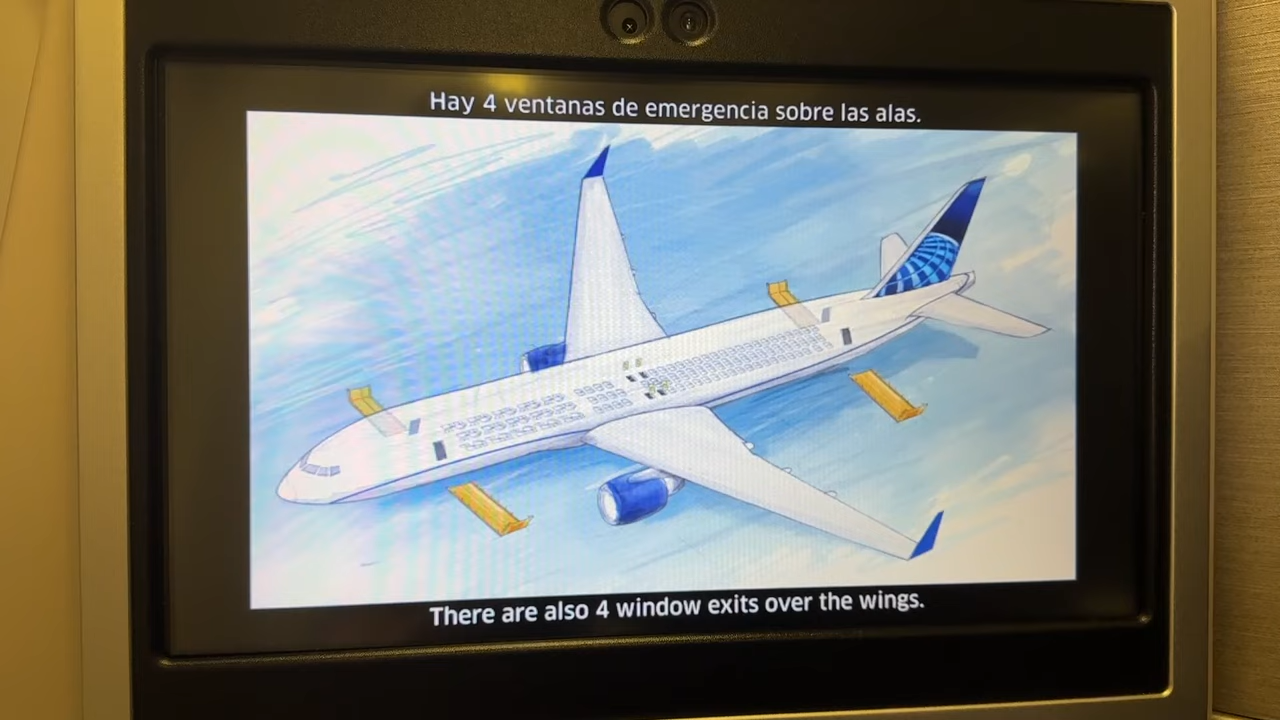 Hay 4 ventanas de emergencia sobre las alas.
There are also 4 window exits over the wings.